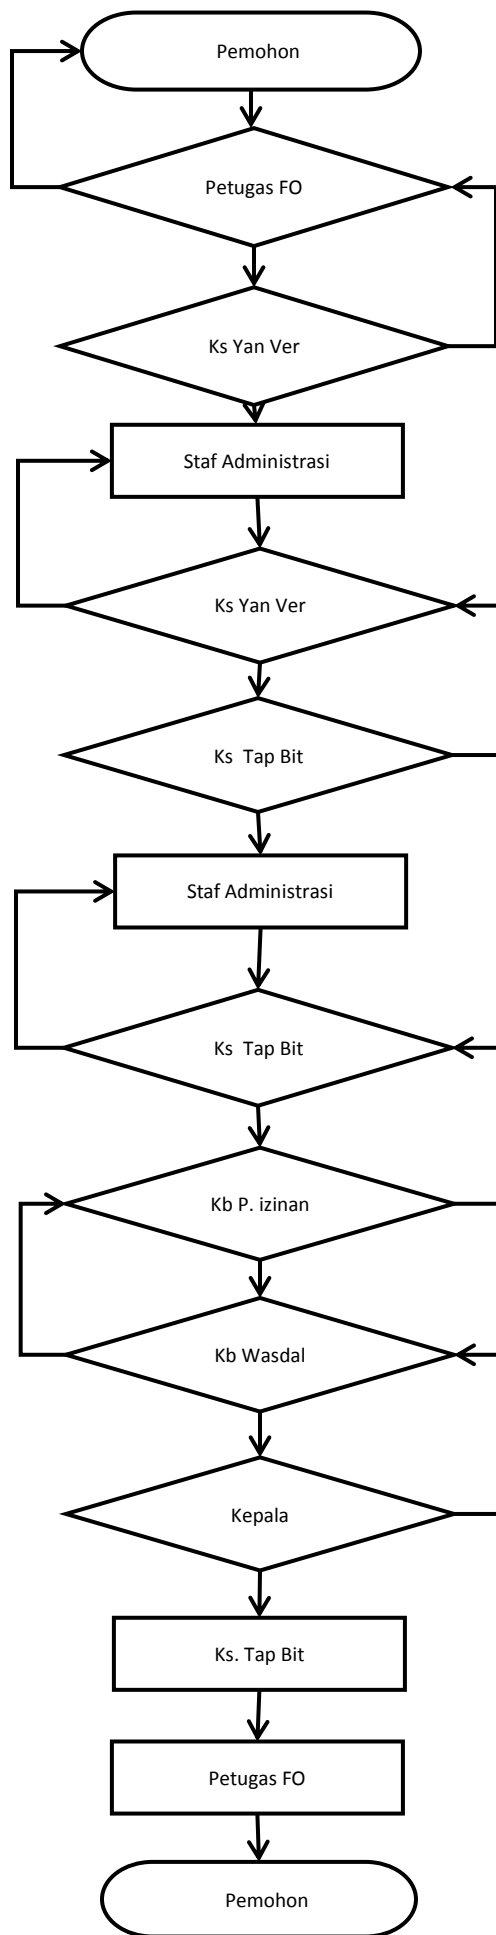 Pemohon
Petugas FO
Ks Yan Ver
Staf Administrasi
Ks Yan Ver
Ks  Tap Bit
Staf Administrasi
Ks  Tap Bit
Kb P. izinan
Kb Wasdal
Kepala
Ks. Tap Bit
Petugas FO
Pemohon